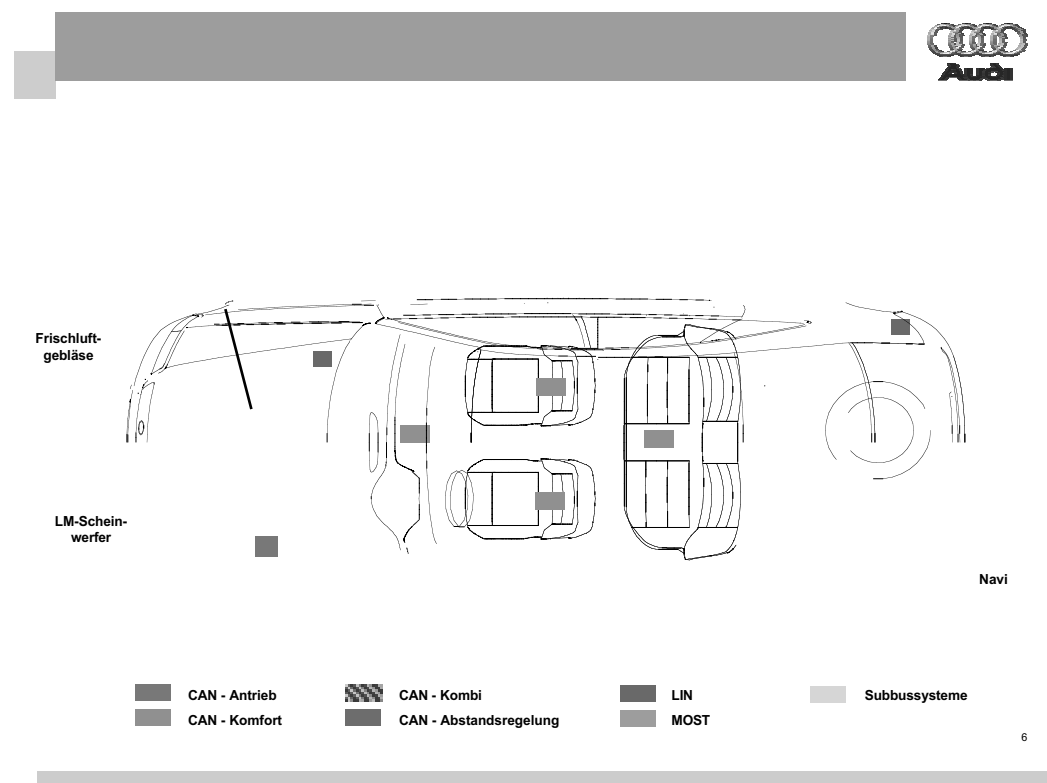 Audi
Frischluft-
gebläse
LM-Schein-
werfer
Navi
CAN - Antrieb
CAN - Kombi
LIN
Subbussysteme
CAN - Komfort
CAN - Abstandsregelung
MOST
6